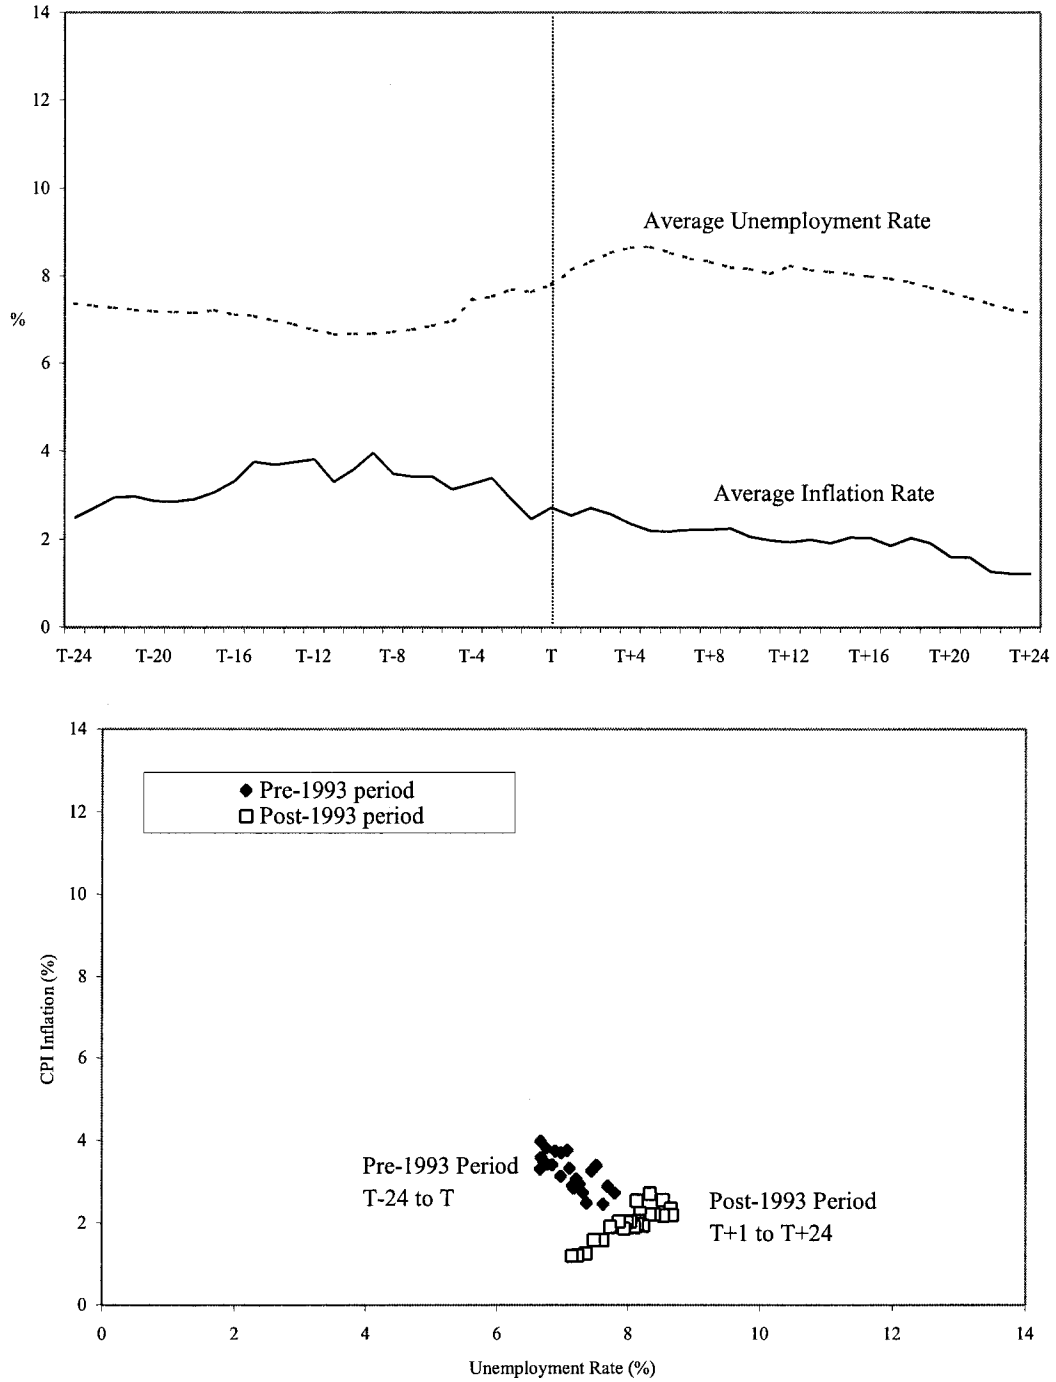 14
12
10
Average Unemployment Rate
8
%
6
4
Average Inflation Rate
2
0
T-24 T-20 T-16 T-12 T-8 T-4 T T+4 T+8 T+12 T+16 T+20 T+24
14
Pre-1993 period
Post-1993 period
12
10
CPI Inflation (%)
8
6
4
Pre-1993 Period
T-24 to T
Post-1993 Period
T+1 to T+24
2
0
0 2 4 6 8 10 12 14
Unemployment Rate (%)